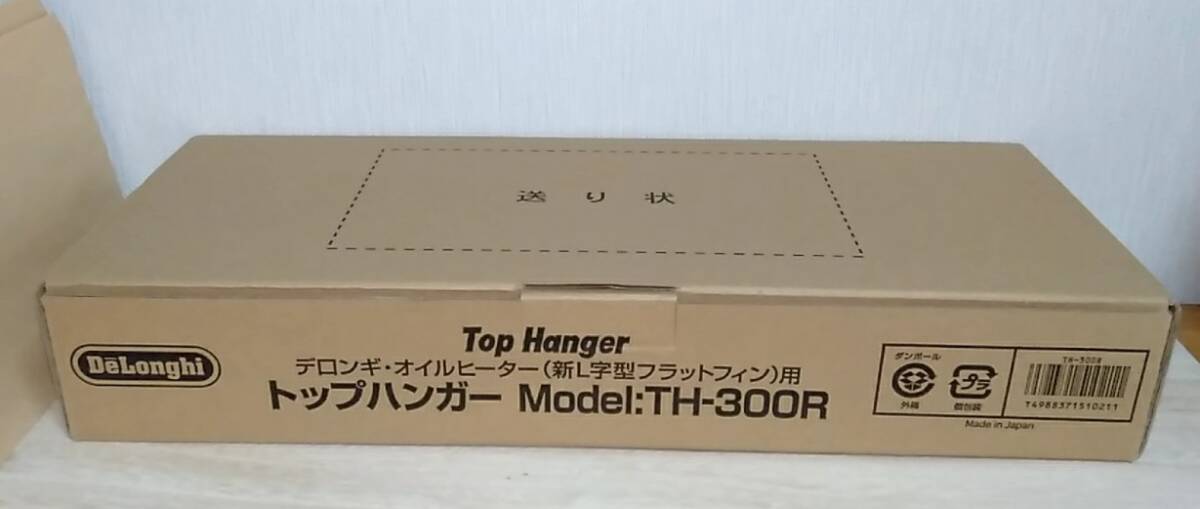 送り状
DeLonghi
Top Hanger
デロンギ・オイルヒーター(新L字型フラットフィン)用
トップハンガー Model:TH-300R
ダンボール
外箱
プラ
個包装
TH-300R
T4988371510211
Made in Japan